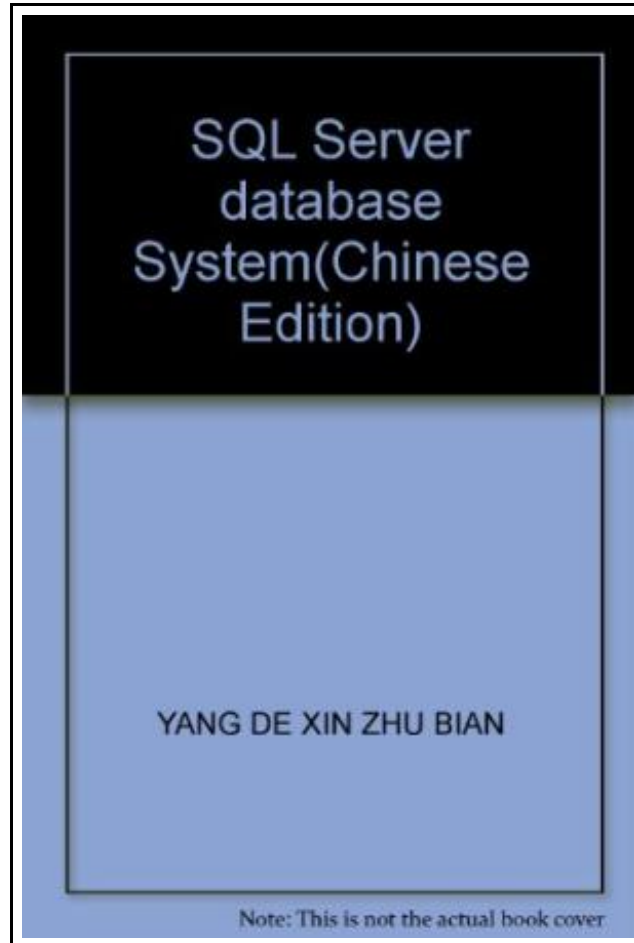 SQL Server
database
System(Chinese
Edition)
YANG DE XIN ZHU BIAN
Note: This is not the actual book cover